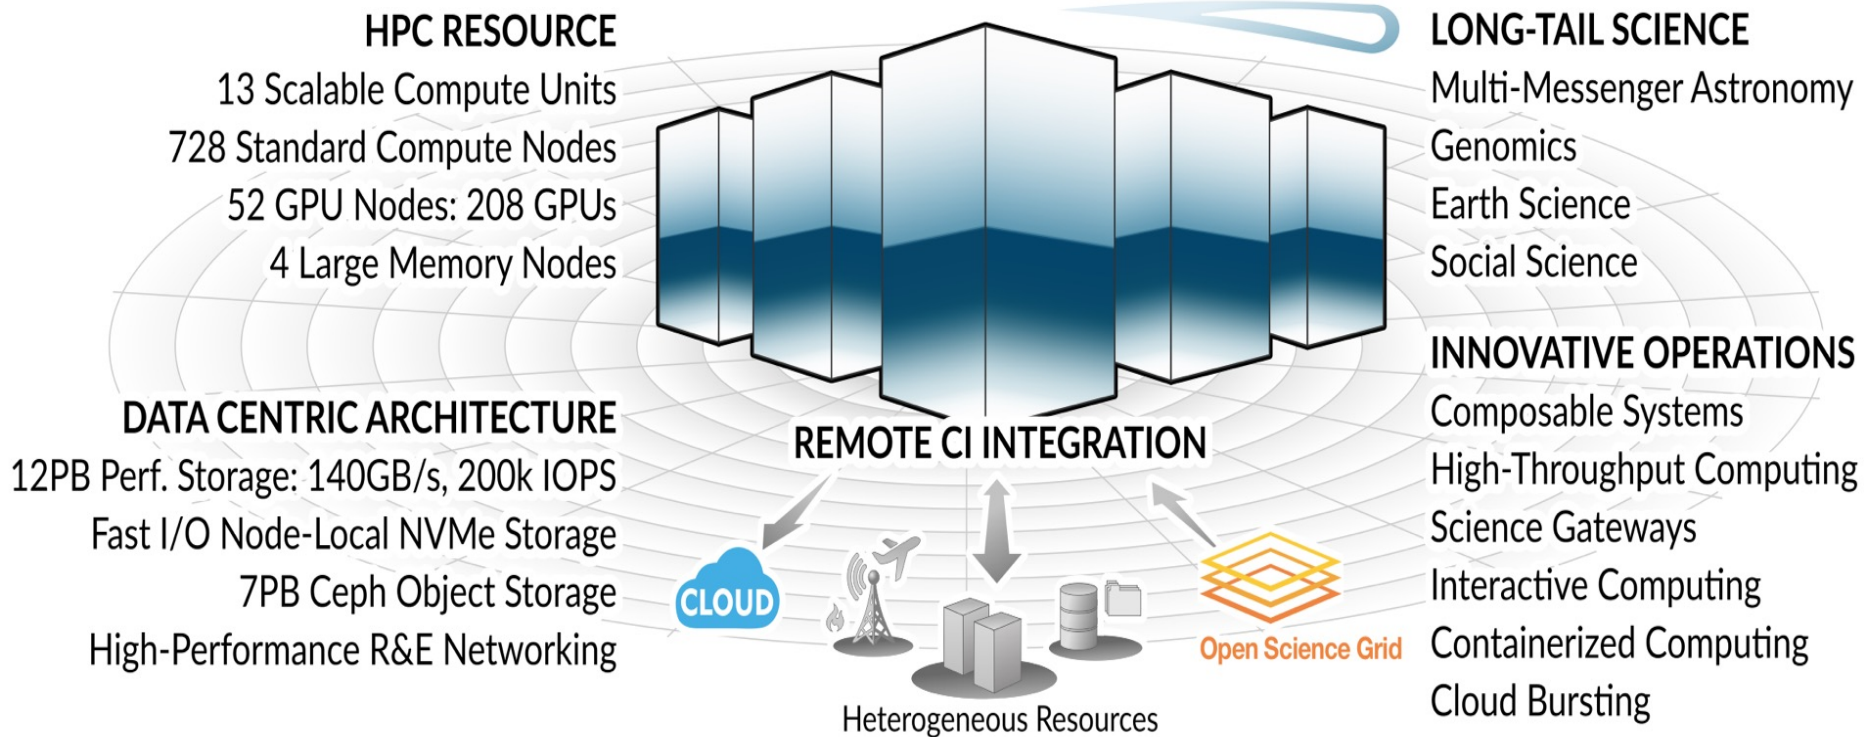 HPC RESOURCE
13 Scalable Compute Units
728 Standard Compute Nodes
52 GPU Nodes: 208 GPUs
4 Large Memory Nodes
DATA CENTRIC ARCHITECTURE
12PB Perf. Storage: 140GB/s, 200k IOPS
Fast I/O Node-Local NVMe Storage
7PB Ceph Object Storage
High-Performance R&E Networking
REMOTE CI INTEGRATION
CLOUD
Heterogeneous Resources
Open Science Grid
LONG-TAIL SCIENCE
Multi-Messenger Astronomy
Genomics
Earth Science
Social Science
INNOVATIVE OPERATIONS
Composable Systems
High-Throughput Computing
Science Gateways
Interactive Computing
Containerized Computing
Cloud Bursting